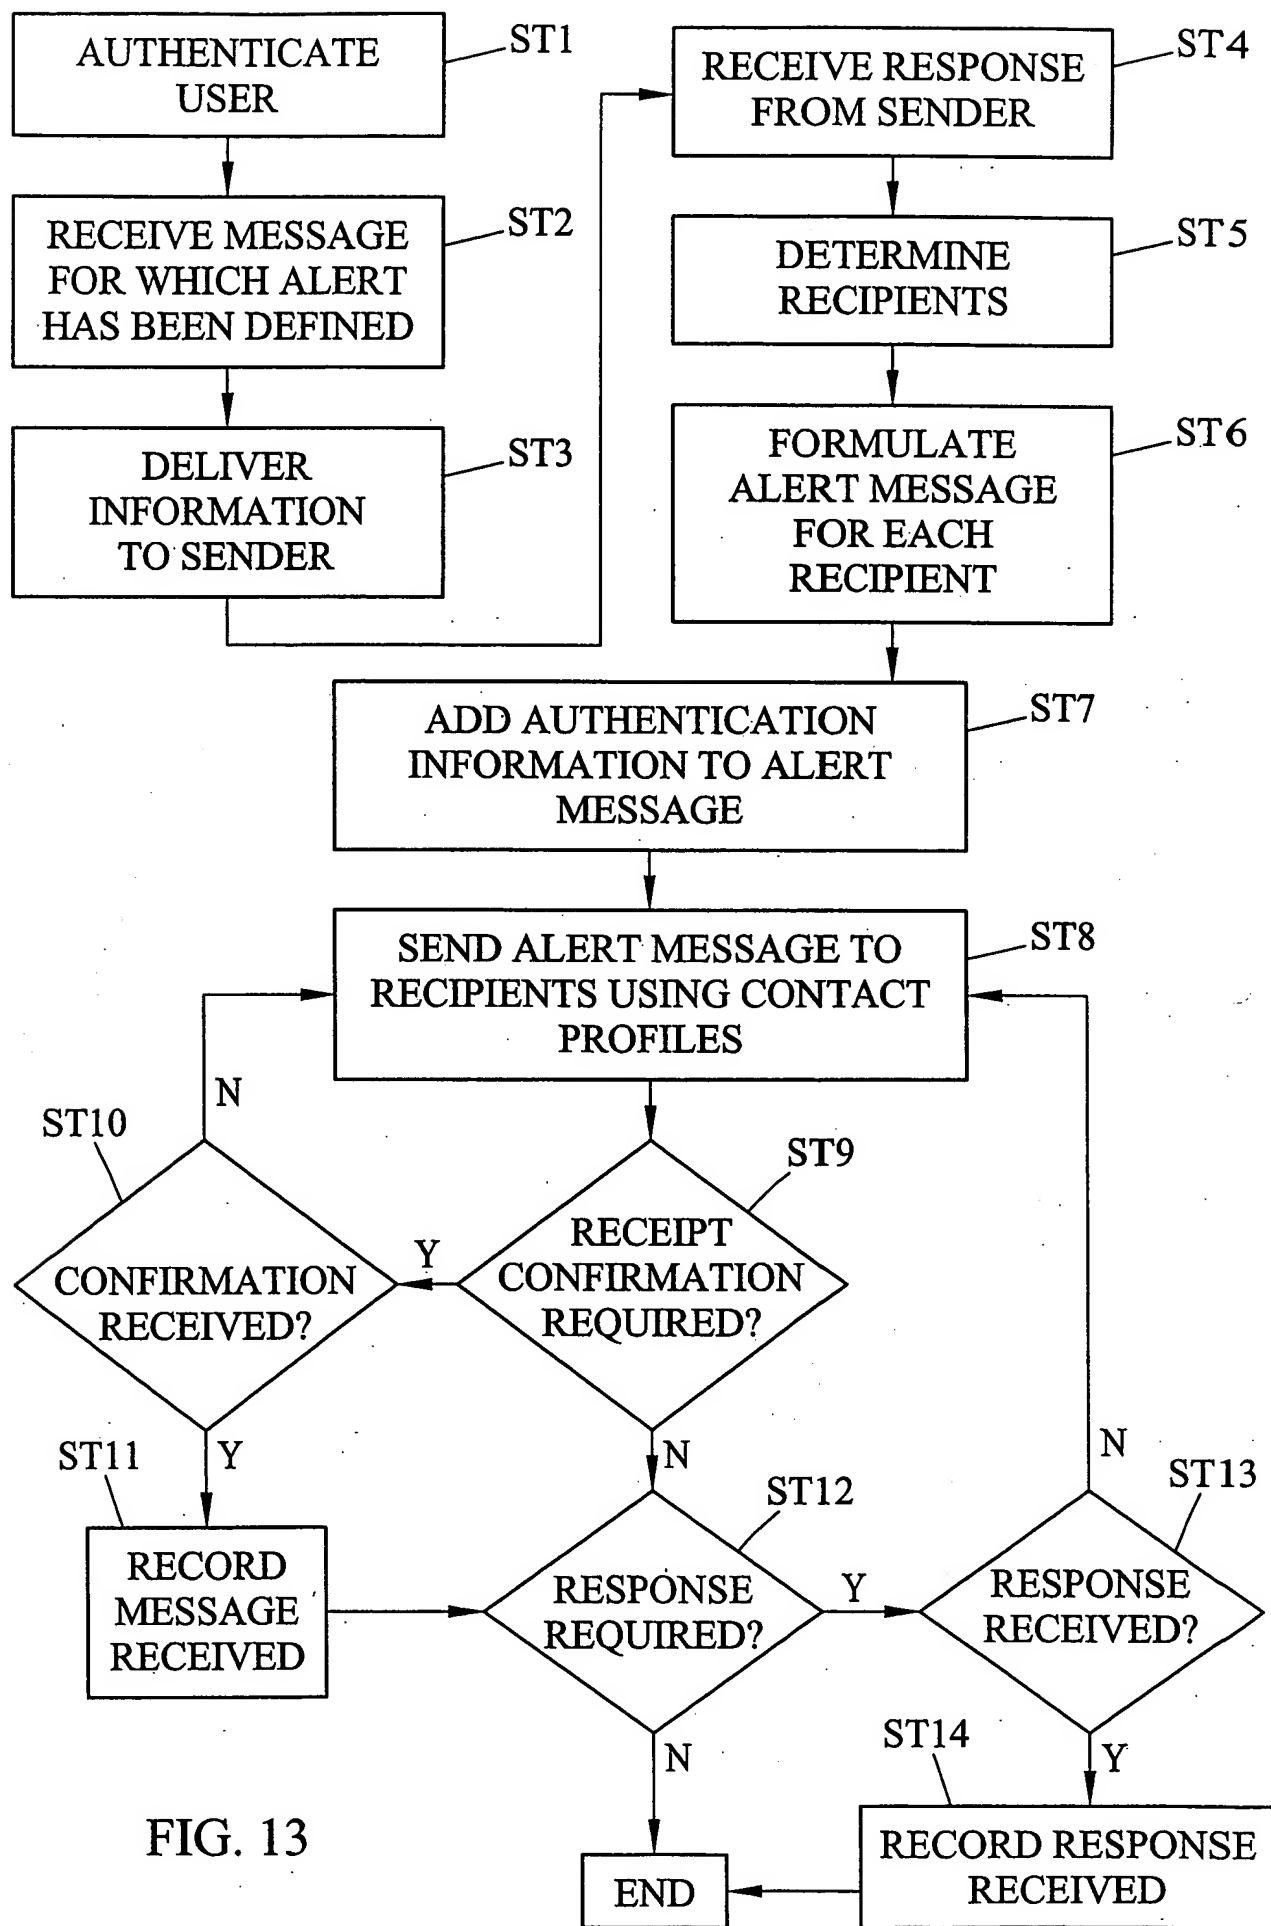 AUTHENTICATE
USER
ST1
RECEIVE MESSAGE
FOR WHICH ALERT
HAS BEEN DEFINED
ST2
DELIVER
INFORMATION
TO SENDER
ST3
RECEIVE RESPONSE
FROM SENDER
ST4
DETERMINE
RECIPIENTS
ST5
FORMULATE
ALERT MESSAGE
FOR EACH
RECIPIENT
ST6
ADD AUTHENTICATION
INFORMATION TO ALERT
MESSAGE
ST7
SEND ALERT MESSAGE TO
RECIPIENTS USING CONTACT
PROFILES
ST8
RECEIPT
CONFIRMATION
REQUIRED?
ST9
Y
N
ST10
CONFIRMATION
RECEIVED?
N
Y
ST11
RECORD
MESSAGE
RECEIVED
ST12
RESPONSE
REQUIRED?
Y
N
ST13
RESPONSE
RECEIVED?
N
Y
ST14
RECORD RESPONSE
RECEIVED
END
FIG. 13